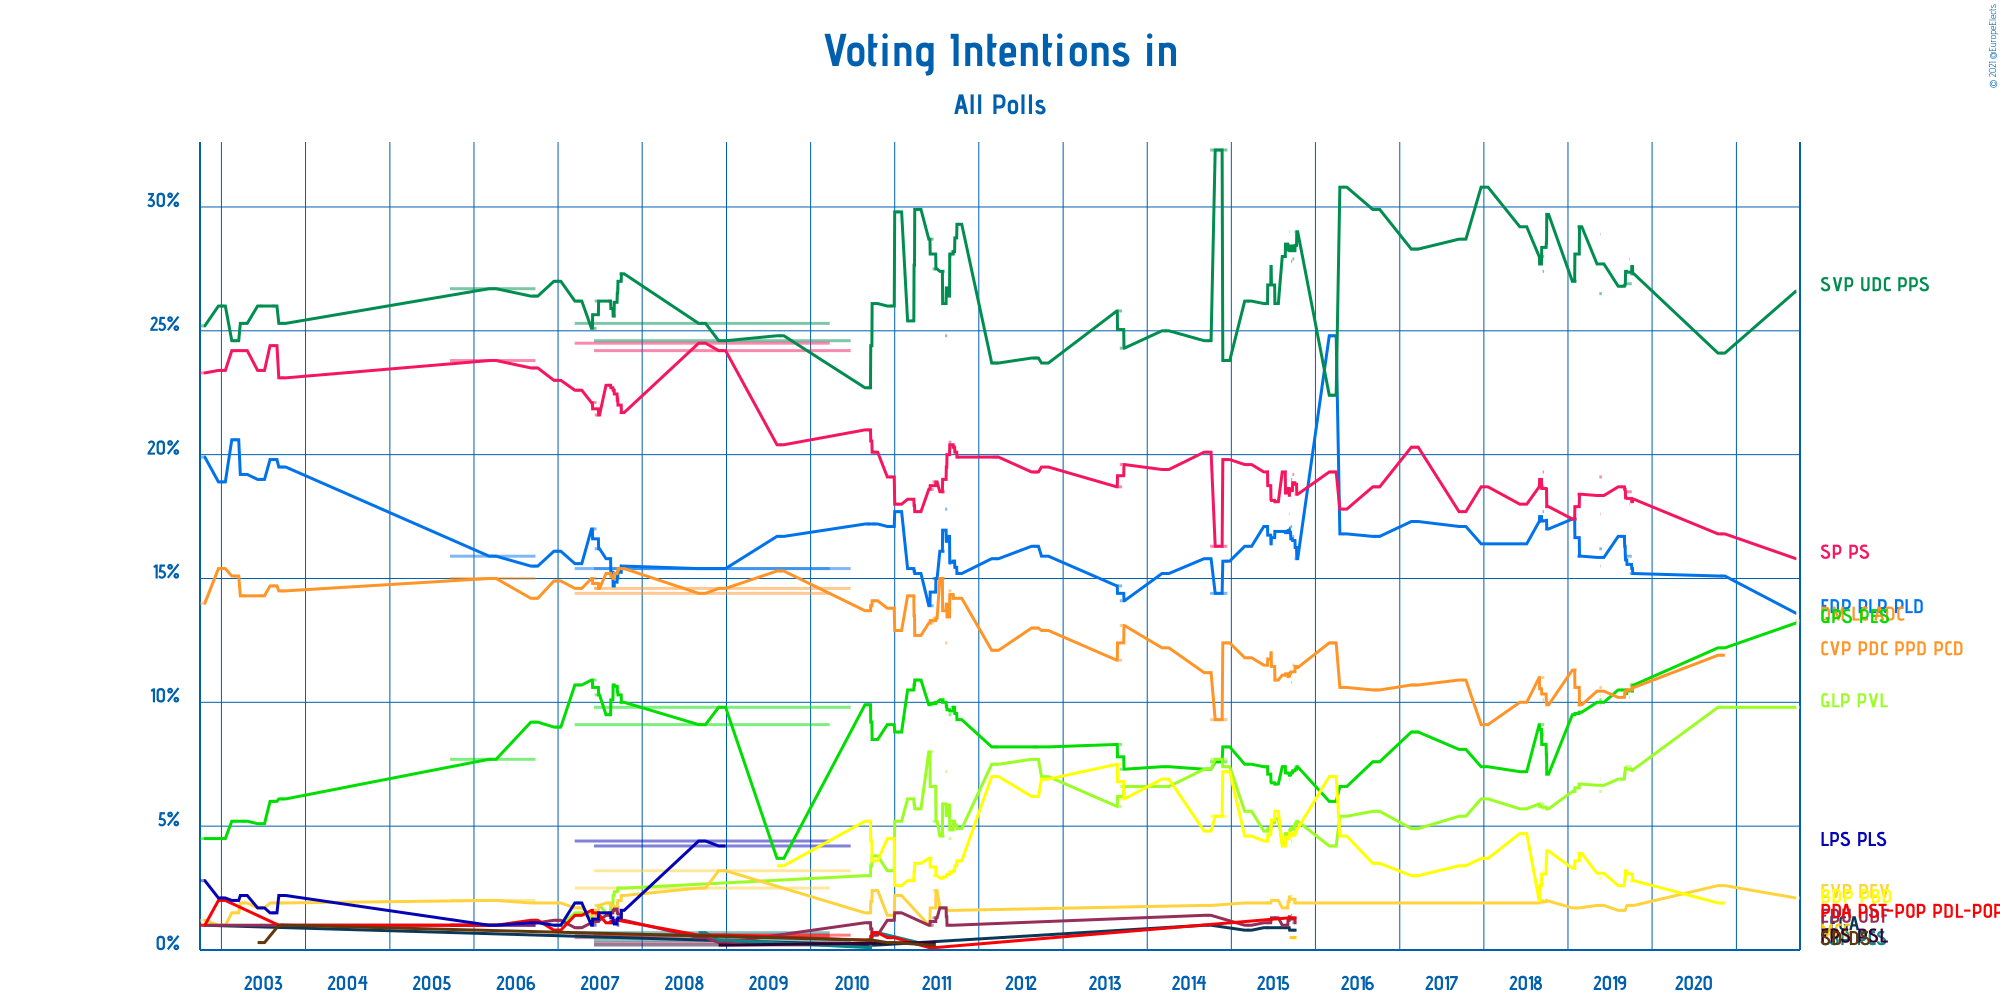 Voting Intentions in
All Polls
© 2021 @EuropeElects
30%
25%
20%
15%
10%
5%
0%
SVP UDC PPS
SP PS
FDP PLR PLD
GPS PES
CVP PDC PPD PCD
GLP PVL
LPS PLS
EVP PEV
PDA PST-POP PDL-POP
2003 2004 2005 2006 2007 2008 2009 2010 2011 2012 2013 2014 2015 2016 2017 2018 2019 2020